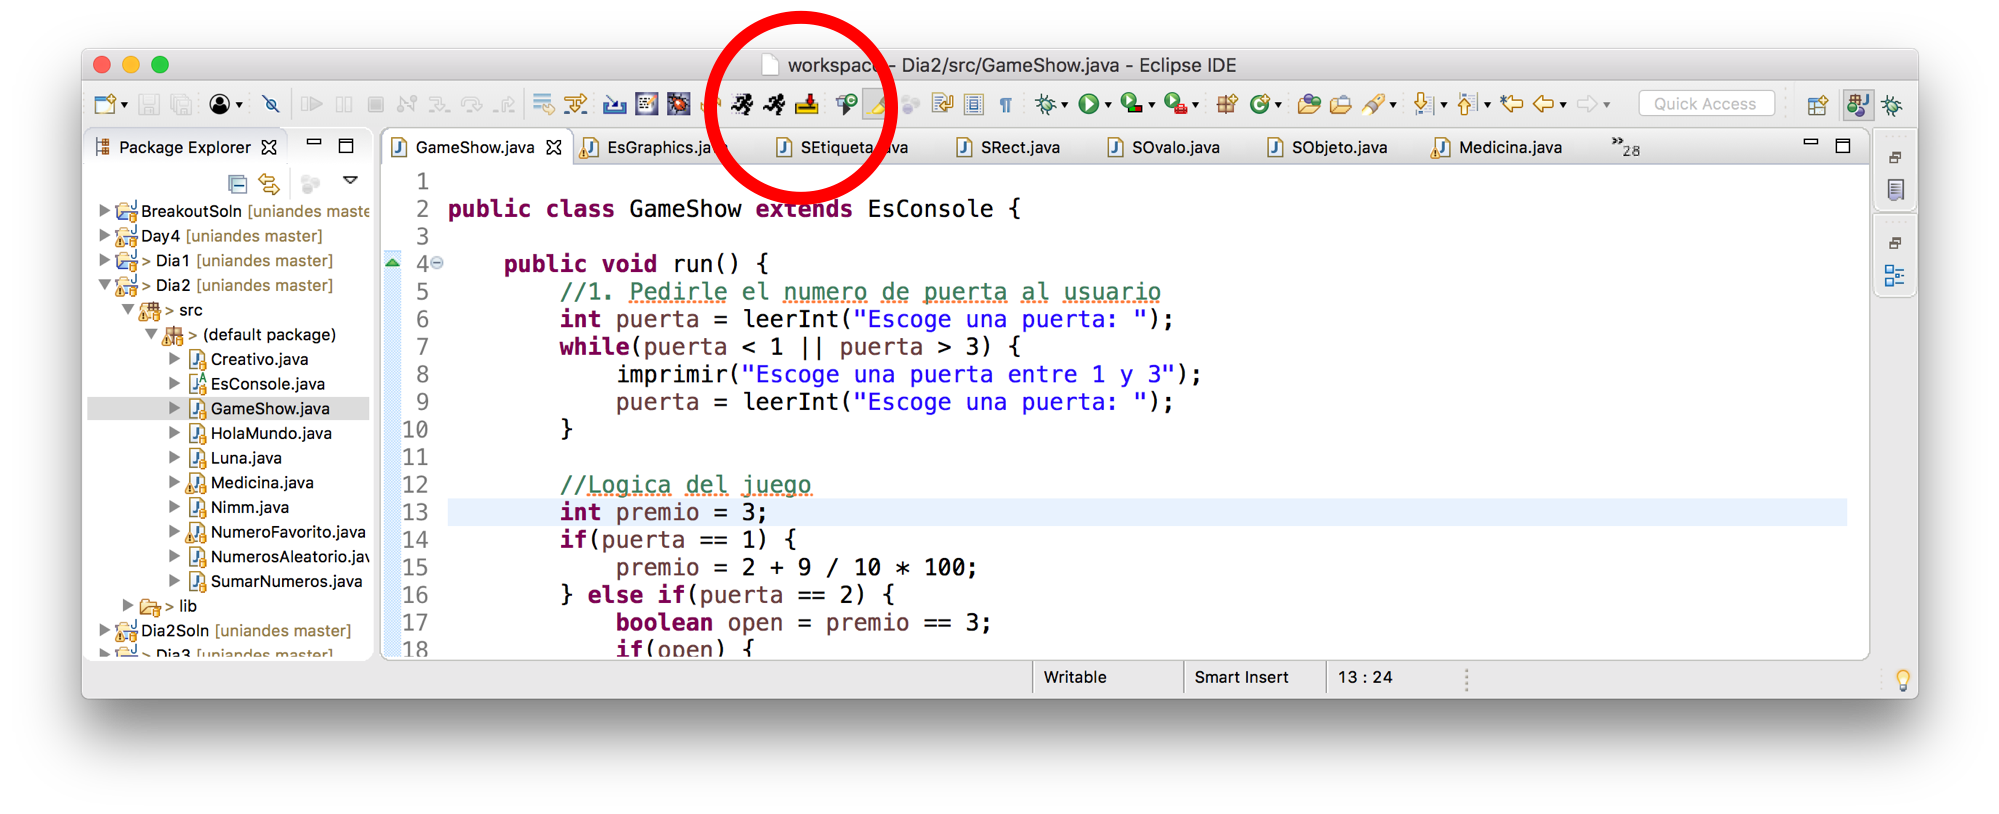 workspace - Dia2/src/GameShow.java - Eclipse IDE
Quick Access
Package Explorer
GameShow.java
EsGraphics.java
SEtiqueta.java
SRect.java
SOvalo.java
SObjeto.java
Medicina.java
»28
BreakoutSoln [uniandes maste
Day4 [uniandes master]
> Dia1 [uniandes master]
> Dia2 [uniandes master]
> src
> (default package)
Creativo.java
EsConsole.java
GameShow.java
HolaMundo.java
Luna.java
Medicina.java
Nimm.java
NumeroFavorito.java
NumerosAleatorio.jav
SumarNumeros.java
> lib
Dia2Soln [uniandes master]
> Dia3 [uniandes master]
1
2 public class GameShow extends EsConsole {
3
4 public void run() {
5 //1. Pedirle el numero de puerta al usuario
6 int puerta = leerInt("Escoge una puerta: ");
7 while(puerta < 1 || puerta > 3) {
8 imprimir("Escoge una puerta entre 1 y 3");
9 puerta = leerInt("Escoge una puerta: ");
10 }
11
12 //Logica del juego
13 int premio = 3;
14 if(puerta == 1) {
15 premio = 2 + 9 / 10 * 100;
16 } else if(puerta == 2) {
17 boolean open = premio == 3;
18 if(open) {
Writable
Smart Insert
13 : 24